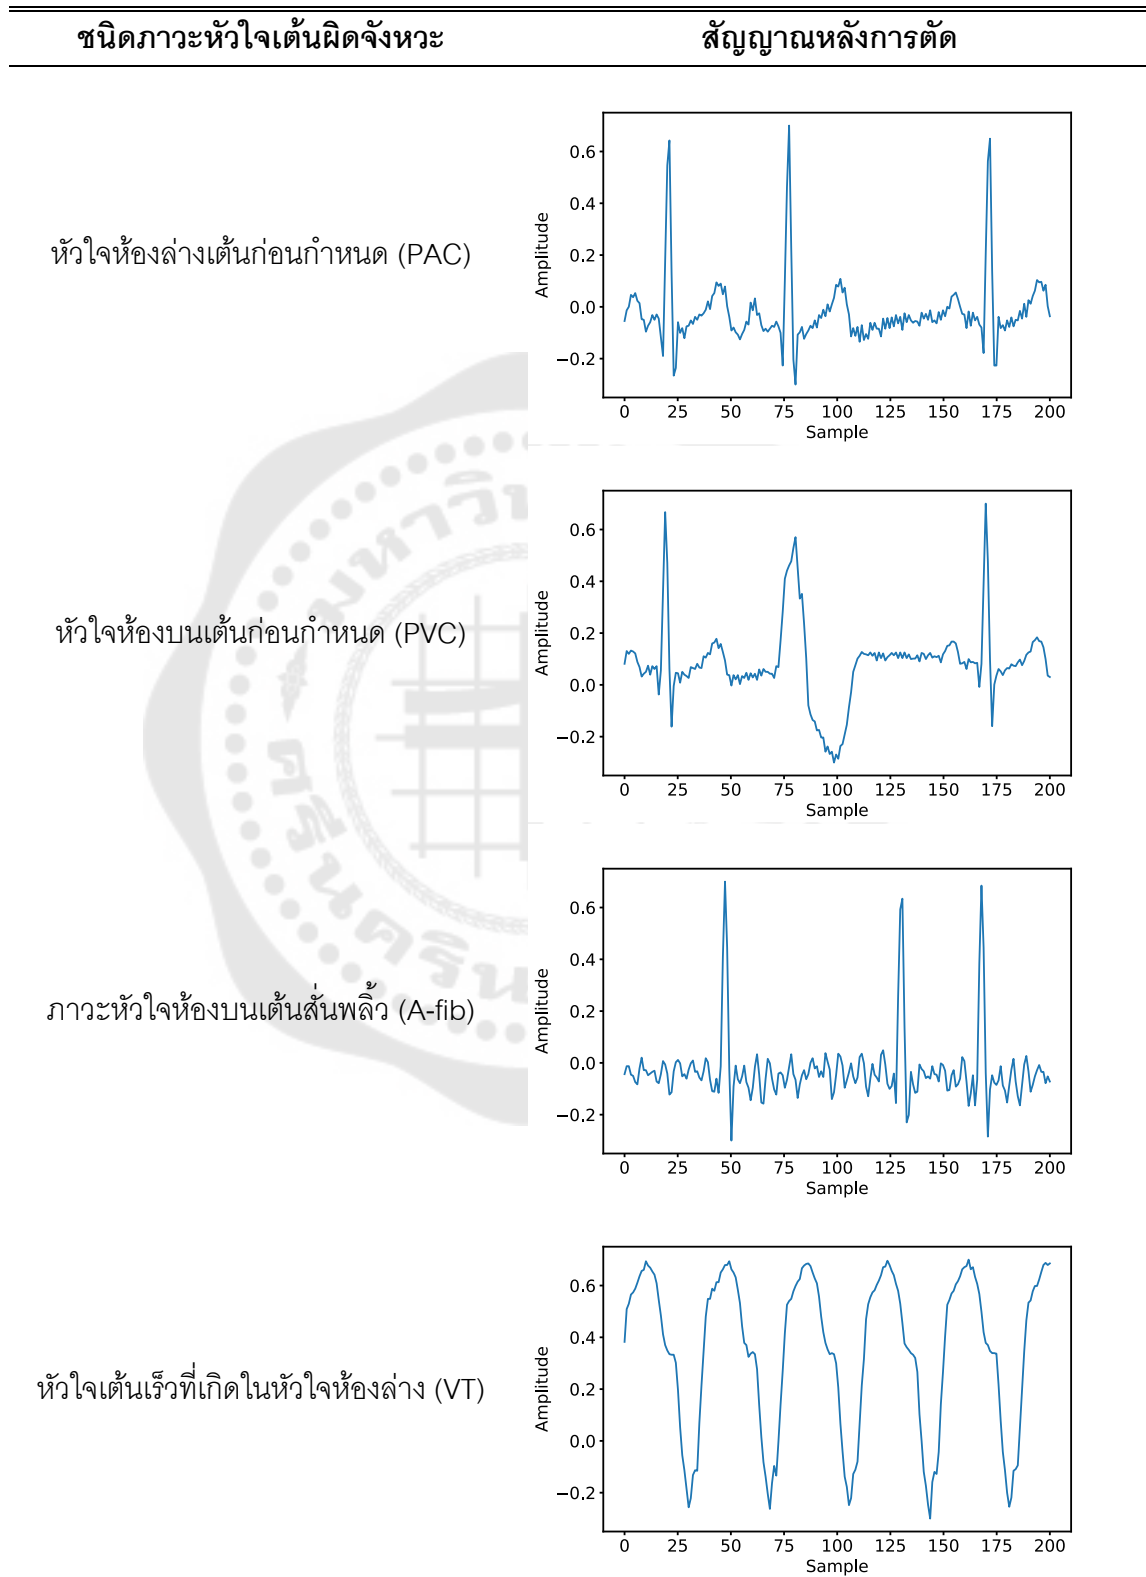 ชนิดภาวะหัวใจเต้นผิดจังหวะ สัญญาณหลังการตัด
หัวใจห้องล่างเต้นก่อนกำหนด (PAC)
Amplitude
0.6
0.4
0.2
0.0
−0.2
0 25 50 75 100 125 150 175 200
Sample
หัวใจห้องบนเต้นก่อนกำหนด (PVC)
Amplitude
0.6
0.4
0.2
0.0
−0.2
0 25 50 75 100 125 150 175 200
Sample
ภาวะหัวใจห้องบนเต้นสั่นพลิ้ว (A-fib)
Amplitude
0.6
0.4
0.2
0.0
−0.2
0 25 50 75 100 125 150 175 200
Sample
หัวใจเต้นเร็วที่เกิดในหัวใจห้องล่าง (VT)
Amplitude
0.6
0.4
0.2
0.0
−0.2
0 25 50 75 100 125 150 175 200
Sample